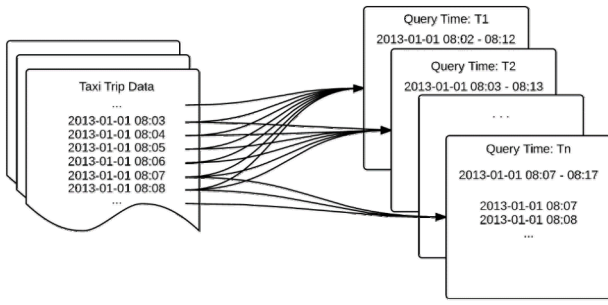 Taxi Trip Data
...
2013-01-01 08:03
2013-01-01 08:04
2013-01-01 08:05
2013-01-01 08:06
2013-01-01 08:07
2013-01-01 08:08
...
Query Time: T1
2013-01-01 08:02 - 08:12
Query Time: T2
2013-01-01 08:03 - 08:13
. . .
Query Time: Tn
2013-01-01 08:07 - 08:17
2013-01-01 08:07
2013-01-01 08:08
...